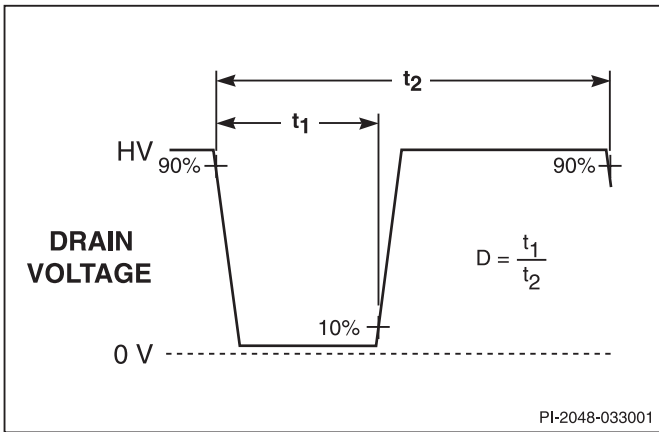 t2
t1
HV
90%
90%
DRAIN
VOLTAGE
D = t1
t2
10%
0 V
PI-2048-033001